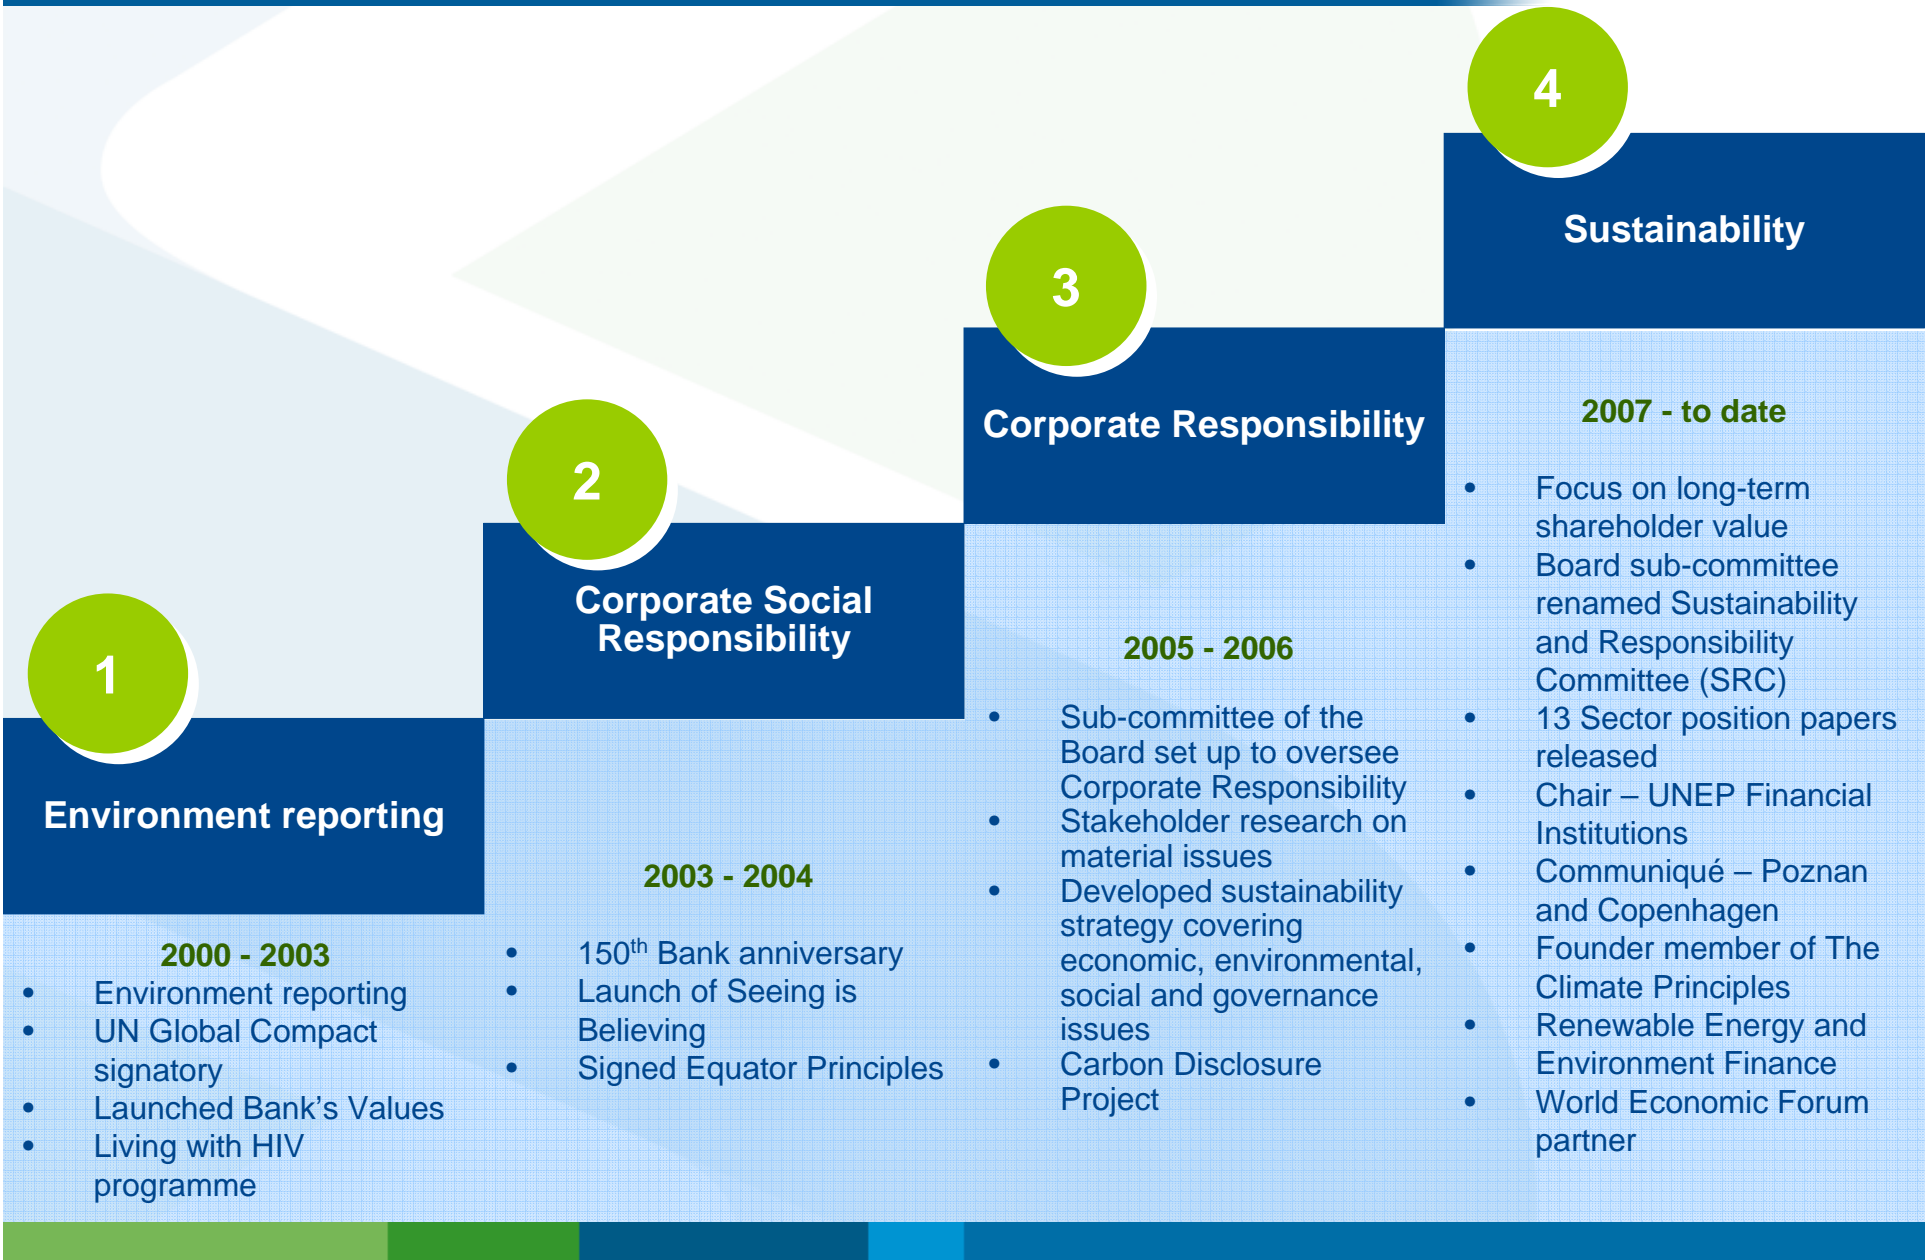 1
Environment reporting
2000 - 2003
• Environment reporting
• UN Global Compact
signatory
• Launched Bank’s Values
• Living with HIV
programme
2
Corporate Social
Responsibility
2003 - 2004
• 150th Bank anniversary
• Launch of Seeing is
Believing
• Signed Equator Principles
3
Corporate Responsibility
2005 - 2006
• Sub-committee of the
Board set up to oversee
Corporate Responsibility
• Stakeholder research on
material issues
• Developed sustainability
strategy covering
economic, environmental,
social and governance
issues
• Carbon Disclosure
Project
4
Sustainability
2007 - to date
• Focus on long-term
shareholder value
• Board sub-committee
renamed Sustainability
and Responsibility
Committee (SRC)
• 13 Sector position papers
released
• Chair – UNEP Financial
Institutions
• Communiqué – Poznan
and Copenhagen
• Founder member of The
Climate Principles
• Renewable Energy and
Environment Finance
• World Economic Forum
partner